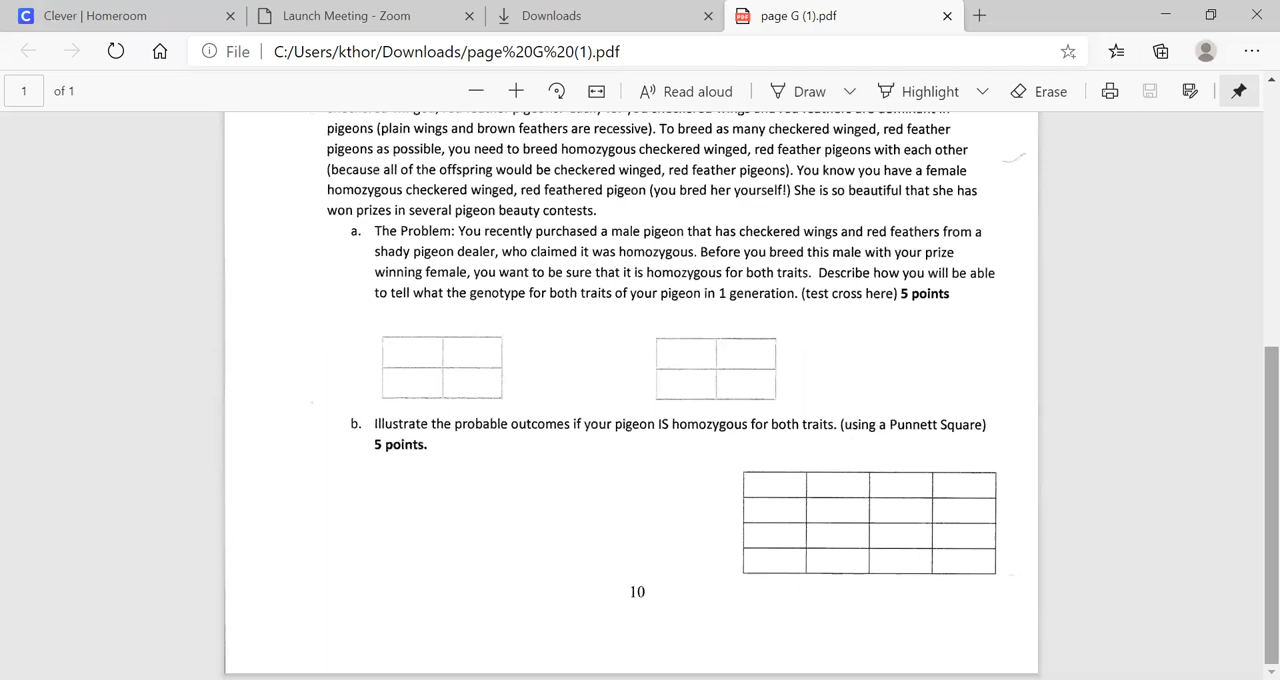 Clever | Homeroom
Launch Meeting - Zoom
Downloads
page G (1).pdf
File
C:/Users/kthor/Downloads/page%20G%20(1).pdf
1 of 1
Read aloud
Draw
Highlight
Erase
pigeons (plain wings and brown feathers are recessive). To breed as many checkered winged, red feather
pigeons as possible, you need to breed homozygous checkered winged, red feather pigeons with each other
(because all of the offspring would be checkered winged, red feather pigeons). You know you have a female
homozygous checkered winged, red feathered pigeon (you bred her yourself!) She is so beautiful that she has
won prizes in several pigeon beauty contests.
a. The Problem: You recently purchased a male pigeon that has checkered wings and red feathers from a
shady pigeon dealer, who claimed it was homozygous. Before you breed this male with your prize
winning female, you want to be sure that it is homozygous for both traits. Describe how you will be able
to tell what the genotype for both traits of your pigeon in 1 generation. (test cross here) 5 points
b. Illustrate the probable outcomes if your pigeon IS homozygous for both traits. (using a Punnett Square)
5 points.
10